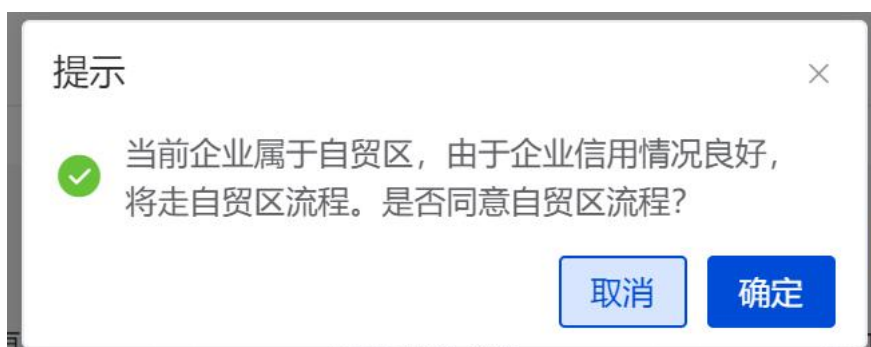 提示
当前企业属于自贸区，由于企业信用情况良好，
将走自贸区流程。是否同意自贸区流程？
取消
确定